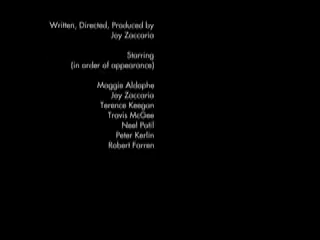 Written, Directed, Produced by
Jay Zaccaria
Starring
(in order of appearance)
Maggie Aldophe
Jay Zaccaria
Terence Keegan
Travis McGee
Neel Patil
Peter Kerlin
Robert Farren